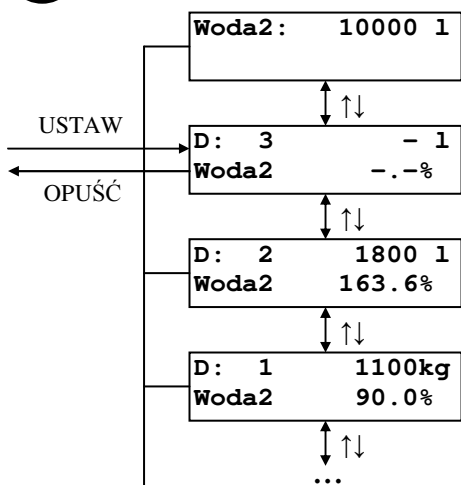 Woda2: 10000 l
↑↓
USTAW
D: 3 – l
Woda2 –.–%
OPUŚĆ
↑↓
D: 2 1800 l
Woda2 163.6%
↑↓
D: 1 1100kg
Woda2 90.0%
↑↓
...